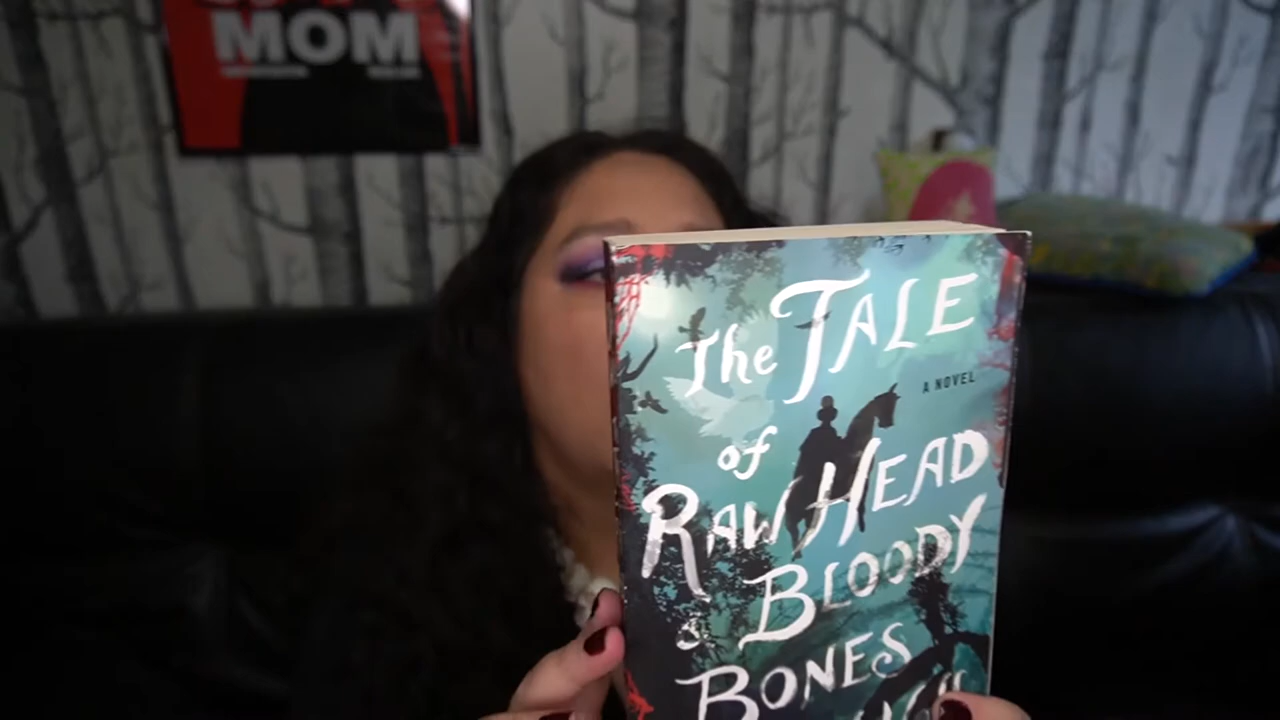 MOM
The TALE
A NOVEL
of
RAW HEAD
& BLOODY
BONES